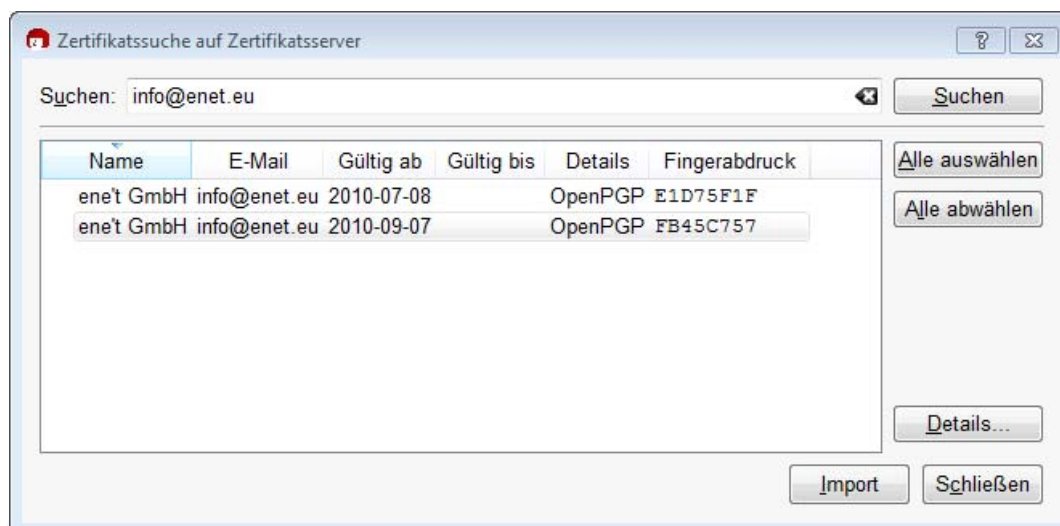 Zertifikatssuche auf Zertifikatsserver
Suchen: info@enet.eu Suchen
Name E-Mail Gültig ab Gültig bis Details Fingerabdruck
ene't GmbH info@enet.eu 2010-07-08 OpenPGP E1D75F1F
ene't GmbH info@enet.eu 2010-09-07 OpenPGP FB45C757
Alle auswählen
Alle abwählen
Details...
Import Schließen